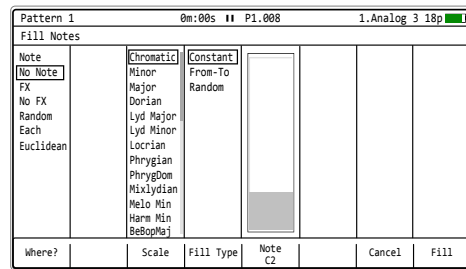 Pattern 1 0m:00s P1.008 1.Analog 3 18p
Fill Notes
Note
No Note
FX
No FX
Random
Each
Euclidean
Chromatic
Minor
Major
Dorian
Lyd Major
Lyd Minor
Locrian
Phrygian
PhrygDom
Mixlydian
Melo Min
Harm Min
BeBopMaj
Constant
From-To
Random
Where? Scale Fill Type Note Cancel Fill
C2